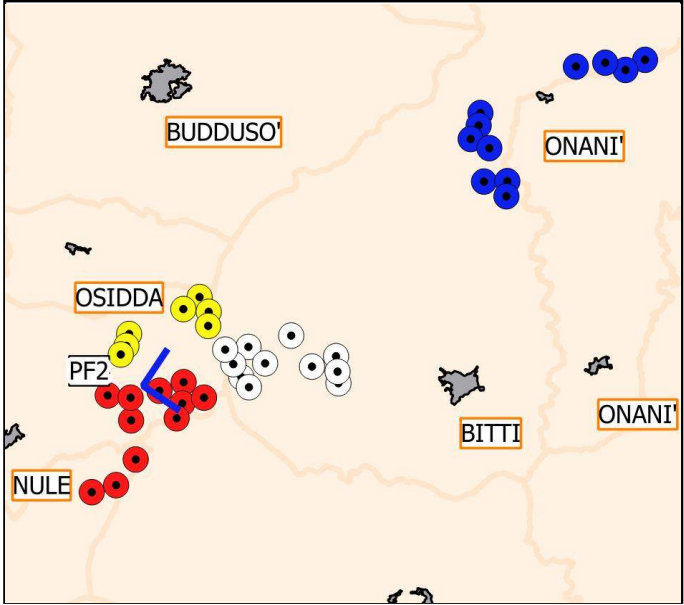 BUDDUSO'
ONANI'
OSIDDA
PF2
ONANI'
BITTI
NULE